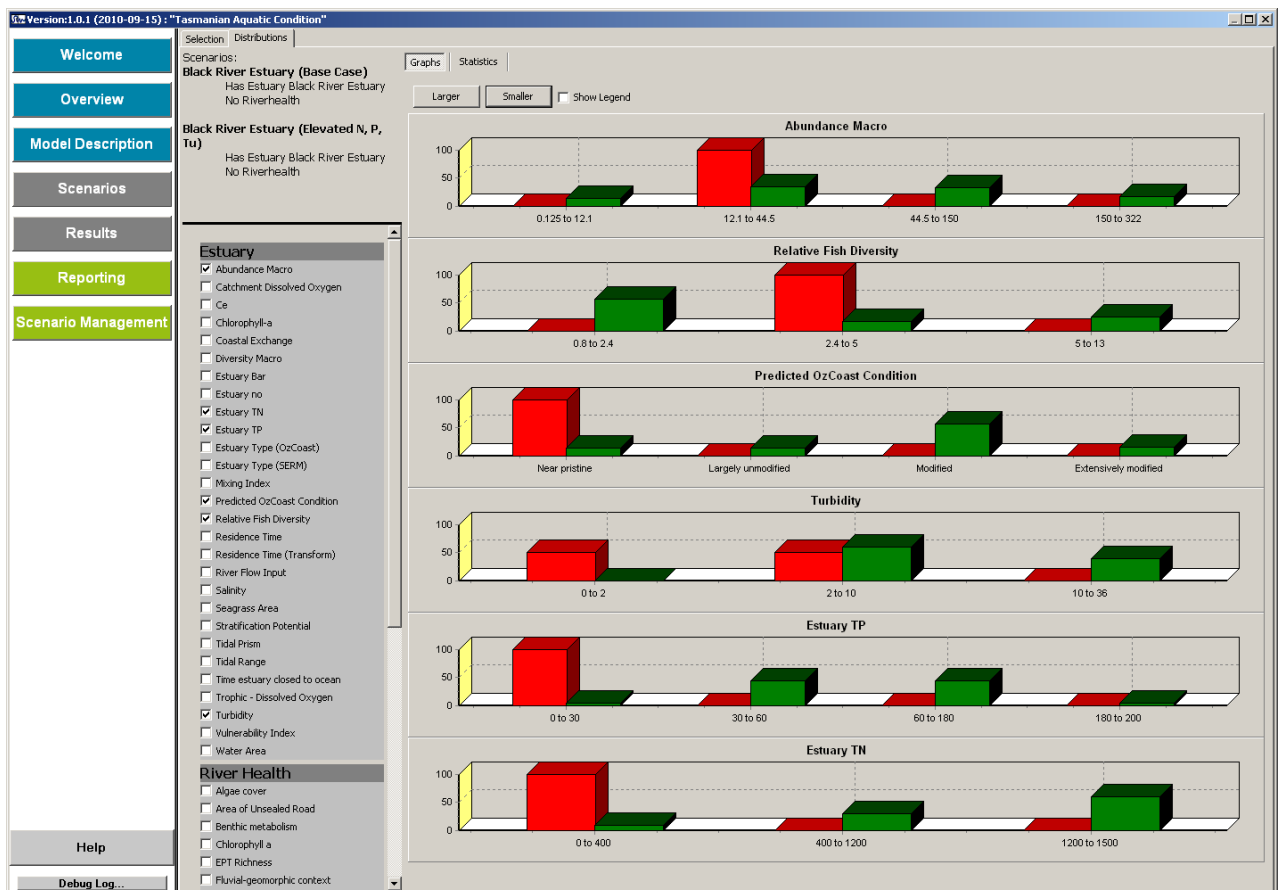 Version:1.0.1 (2010-09-15) : "Tasmanian Aquatic Condition"
Welcome
Overview
Model Description
Scenarios
Results
Reporting
Scenario Management
Help
Debug Log...
Selection Distributions
Scenarios:
Black River Estuary (Base Case)
Has Estuary Black River Estuary
No Riverhealth
Black River Estuary (Elevated N, P,
Tu)
Has Estuary Black River Estuary
No Riverhealth
Estuary
Abundance Macro
Catchment Dissolved Oxygen
Ce
Chlorophyll-a
Coastal Exchange
Diversity Macro
Estuary Bar
Estuary no
Estuary TN
Estuary TP
Estuary Type (OzCoast)
Estuary Type (SERM)
Mixing Index
Predicted OzCoast Condition
Relative Fish Diversity
Residence Time
Residence Time (Transform)
River Flow Input
Salinity
Seagrass Area
Stratification Potential
Tidal Prism
Tidal Range
Time estuary closed to ocean
Trophic - Dissolved Oxygen
Turbidity
Vulnerability Index
Water Area
River Health
Algae cover
Area of Unsealed Road
Benthic metabolism
Chlorophyll a
EPT Richness
Fluvial-geomorphic context
Graphs Statistics
Larger Smaller Show Legend
Abundance Macro
100
50
0
0.125 to 12.1 12.1 to 44.5 44.5 to 150 150 to 322
Relative Fish Diversity
100
50
0
0.8 to 2.4 2.4 to 5 5 to 13
Predicted OzCoast Condition
100
50
0
Near pristine Largely unmodified Modified Extensively modified
Turbidity
100
50
0
0 to 2 2 to 10 10 to 36
Estuary TP
100
50
0
0 to 30 30 to 60 60 to 180 180 to 200
Estuary TN
100
50
0
0 to 400 400 to 1200 1200 to 1500